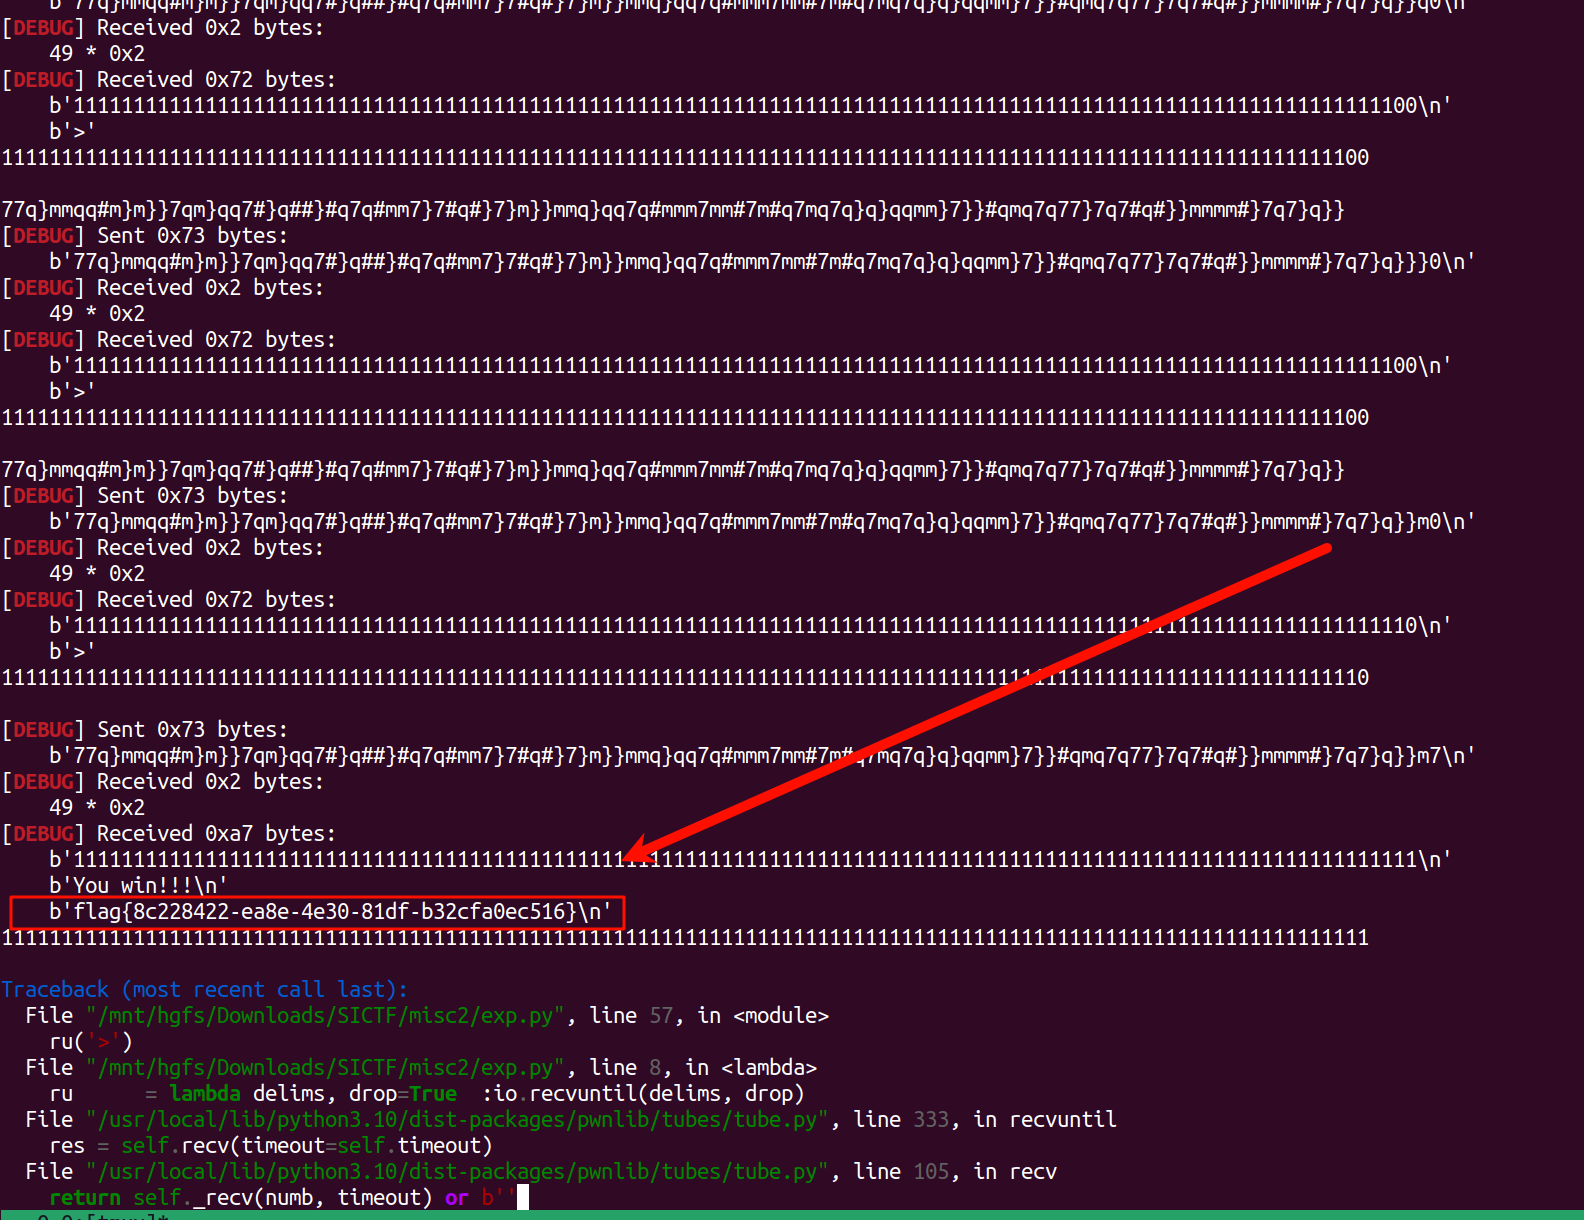 b'77q}mmqq#m}m}}7qm}qq7#}q##}#q7q#mm7}7#q#}7}m}}mmq}qq7q#mmm7mm#7m#q7mq7q}q}qqmm}7}}#qmq7q77}7q7#q#}}mmmm#}7q7}q}}q0\n'
[DEBUG] Received 0x2 bytes:
49 * 0x2
[DEBUG] Received 0x72 bytes:
b'1111111111111111111111111111111111111111111111111111111111111111111111111111111111111111111111111111111111111100\n'
b'>'
111111111111111111111111111111111111111111111111111111111111111111111111111111111111111111111111111111111111111100
77q}mmqq#m}m}}7qm}qq7#}q##}#q7q#mm7}7#q#}7}m}}mmq}qq7q#mmm7mm#7m#q7mq7q}q}qqmm}7}}#qmq7q77}7q7#q#}}mmmm#}7q7}q}}
[DEBUG] Sent 0x73 bytes:
b'77q}mmqq#m}m}}7qm}qq7#}q##}#q7q#mm7}7#q#}7}m}}mmq}qq7q#mmm7mm#7m#q7mq7q}q}qqmm}7}}#qmq7q77}7q7#q#}}mmmm#}7q7}q}}}0\n'
[DEBUG] Received 0x2 bytes:
49 * 0x2
[DEBUG] Received 0x72 bytes:
b'1111111111111111111111111111111111111111111111111111111111111111111111111111111111111111111111111111111111111100\n'
b'>'
111111111111111111111111111111111111111111111111111111111111111111111111111111111111111111111111111111111111111100
77q}mmqq#m}m}}7qm}qq7#}q##}#q7q#mm7}7#q#}7}m}}mmq}qq7q#mmm7mm#7m#q7mq7q}q}qqmm}7}}#qmq7q77}7q7#q#}}mmmm#}7q7}q}}
[DEBUG] Sent 0x73 bytes:
b'77q}mmqq#m}m}}7qm}qq7#}q##}#q7q#mm7}7#q#}7}m}}mmq}qq7q#mmm7mm#7m#q7mq7q}q}qqmm}7}}#qmq7q77}7q7#q#}}mmmm#}7q7}q}}m0\n'
[DEBUG] Received 0x2 bytes:
49 * 0x2
[DEBUG] Received 0x72 bytes:
b'1111111111111111111111111111111111111111111111111111111111111111111111111111111111111111111111111111111111111110\n'
b'>'
111111111111111111111111111111111111111111111111111111111111111111111111111111111111111111111111111111111111111110
[DEBUG] Sent 0x73 bytes:
b'77q}mmqq#m}m}}7qm}qq7#}q##}#q7q#mm7}7#q#}7}m}}mmq}qq7q#mmm7mm#7m#q7mq7q}q}qqmm}7}}#qmq7q77}7q7#q#}}mmmm#}7q7}q}}m7\n'
[DEBUG] Received 0x2 bytes:
49 * 0x2
[DEBUG] Received 0xa7 bytes:
b'1111111111111111111111111111111111111111111111111111111111111111111111111111111111111111111111111111111111111111\n'
b'You win!!!\n'
b'flag{8c228422-ea8e-4e30-81df-b32cfa0ec516}\n'
111111111111111111111111111111111111111111111111111111111111111111111111111111111111111111111111111111111111111111
Traceback (most recent call last):
File "/mnt/hgfs/Downloads/SICTF/misc2/exp.py", line 57, in <module>
ru('>')
File "/mnt/hgfs/Downloads/SICTF/misc2/exp.py", line 8, in <lambda>
ru      = lambda delims, drop=True  :io.recvuntil(delims, drop)
File "/usr/local/lib/python3.10/dist-packages/pwnlib/tubes/tube.py", line 333, in recvuntil
res = self.recv(timeout=self.timeout)
File "/usr/local/lib/python3.10/dist-packages/pwnlib/tubes/tube.py", line 105, in recv
return self._recv(numb, timeout) or b''